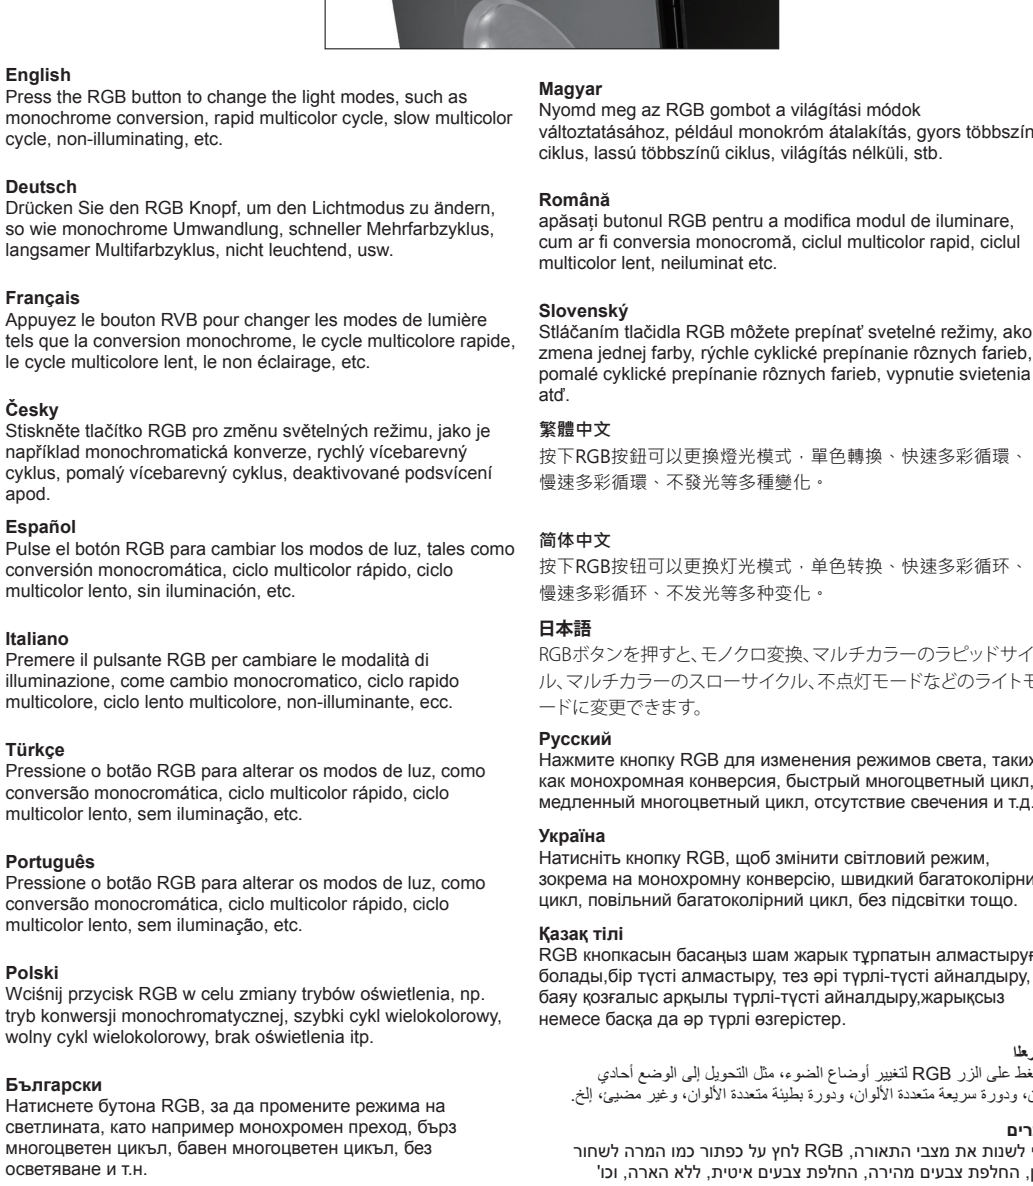 English
Press the RGB button to change the light modes, such as
monochrome conversion, rapid multicolor cycle, slow multicolor
cycle, non-illuminating, etc.
Deutsch
Drücken Sie den RGB Knopf, um den Lichtmodus zu ändern,
so wie monochrome Umwandlung, schneller Mehrfarbzyklus,
langsamer Multifarbzyklus, nicht leuchtend, usw.
Français
Appuyez le bouton RVB pour changer les modes de lumière
tels que la conversion monochrome, le cycle multicolore rapide,
le cycle multicolore lent, le non éclairage, etc.
Česky
Stiskněte tlačítko RGB pro změnu světelných režimu, jako je
například monochromatická konverze, rychlý vícebarevný
cyklus, pomalý vícebarevný cyklus, deaktivované podsvícení
apod.
Español
Pulse el botón RGB para cambiar los modos de luz, tales como
conversión monocromática, ciclo multicolor rápido, ciclo
multicolor lento, sin iluminación, etc.
Italiano
Premere il pulsante RGB per cambiare le modalità di
illuminazione, come cambio monocromatico, ciclo rapido
multicolore, ciclo lento multicolore, non-illuminante, ecc.
Türkçe
Pressione o botão RGB para alterar os modos de luz, como
conversão monocromática, ciclo multicolor rápido, ciclo
multicolor lento, sem iluminação, etc.
Português
Pressione o botão RGB para alterar os modos de luz, como
conversão monocromática, ciclo multicolor rápido, ciclo
multicolor lento, sem iluminação, etc.
Polski
Wciśnij przycisk RGB w celu zmiany trybów oświetlenia, np.
tryb konwersji monochromatycznej, szybki cykl wielokolorowy,
wolny cykl wielokolorowy, brak oświetlenia itp.
Български
Натиснете бутона RGB, за да промените режима на
светлината, като например монохромен преход, бърз
многоцветен цикъл, бавен многоцветен цикъл, без
осветяване и т.н.
Magyar
Nyomd meg az RGB gombot a világítási módok
változtatásához, például monokróm átalakítás, gyors többszín
ciklus, lassú többszínű ciklus, világítás nélküli, stb.
Română
apăsați butonul RGB pentru a modifica modul de iluminare,
cum ar fi conversia monocromă, ciclul multicolor rapid, ciclul
multicolor lent, neiluminat etc.
Slovenský
Stláčaním tlačidla RGB môžete prepínať svetelné režimy, ako
zmena jednej farby, rýchle cyklické prepínanie rôznych farieb,
pomalé cyklické prepínanie rôznych farieb, vypnutie svietenia
atď.
繁體中文
按下RGB按鈕可以更換燈光模式，單色轉換、快速多彩循環、
慢速多彩循環、不發光等多種變化。
简体中文
按下RGB按钮可以更换灯光模式，单色转换、快速多彩循环、
慢速多彩循环、不发光等多种变化。
日本語
RGBボタンを押すと、モノクロ変換、マルチカラーのラピッドサイ
ル、マルチカラーのスローサイクル、不点灯モードなどのライトモ
ードに変更できます。
Русский
Нажмите кнопку RGB для изменения режимов света, таких
как монохромная конверсия, быстрый многоцветный цикл,
медленный многоцветный цикл, отсутствие свечения и т.д.
Україна
Натисніть кнопку RGB, щоб змінити світловий режим,
зокрема на монохромну конверсію, швидкий багатоколірни
цикл, повільний багатоколірний цикл, без підсвітки тощо.
Қазақ тілі
RGB кнопкасын басаңыз шам жарык тұрпатын алмастыруғ
болады,бір түсті алмастыру, тез әрі түрлі-түсті айналдыру,
баяу қозғалыс арқылы түрлі-түсті айналдыру,жарықсыз
немесе басқа да әр түрлі өзгерістер.
على الزر RGB لتغيير أوضاع الضوء، مثل التحويل إلى الوضع أحادي
ودورة سريعة متعددة الألوان، ودورة بطيئة متعددة الألوان، وغير مضيئ، إلخ.
לשנות את מצבי התאורה, RGB לחץ על כפתור כמו המרה לשחור
החלפת צבעים מהירה, החלפת צבעים איטית, ללא הארה, וכו'